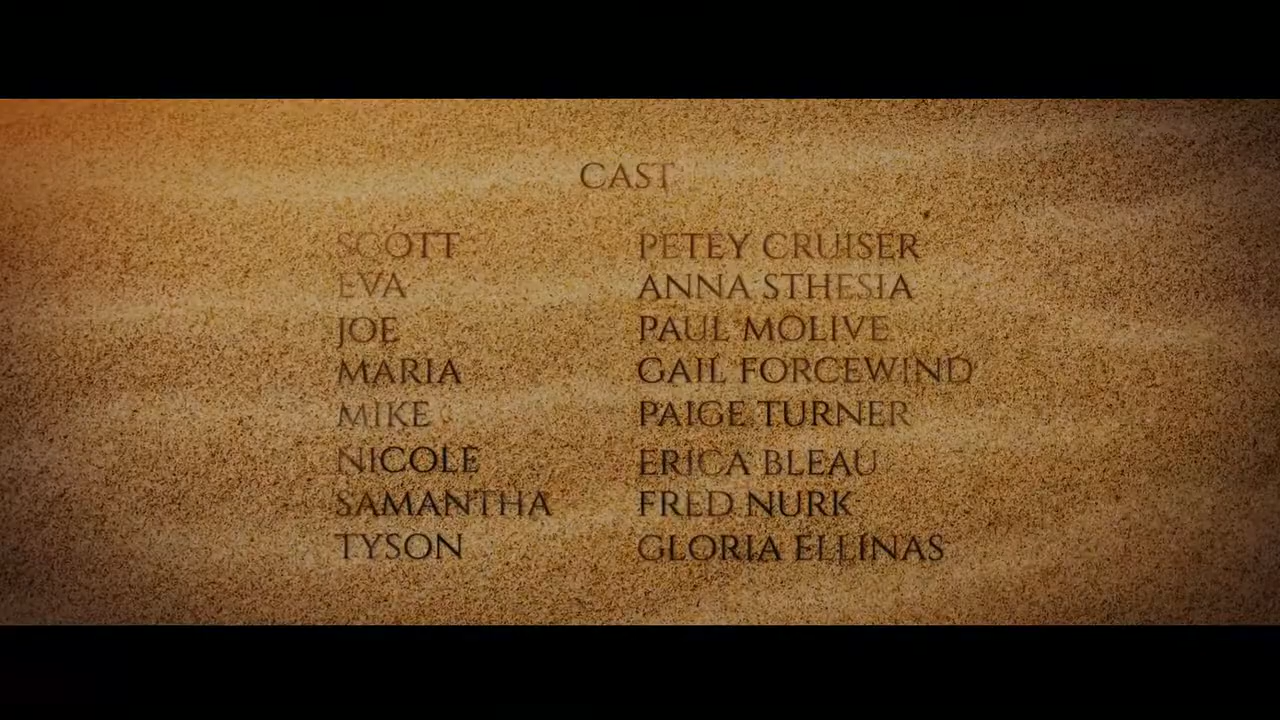 CAST
SCOTT PETEY CRUISER
EVA ANNA STHESIA
JOE PAUL MOLIVE
MARIA GAIL FORCEWIND
MIKE PAIGE TURNER
NICOLE ERICA BLEAU
SAMANTHA FRED NURK
TYSON GLORIA ELLINAS